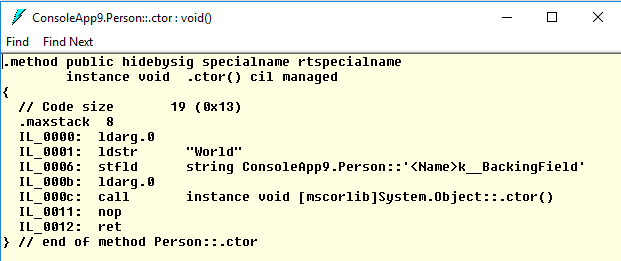 ConsoleApp9.Person::.ctor : void()
Find Find Next
.method public hidebysig specialname rtspecialname
        instance void  .ctor() cil managed
{
  // Code size       19 (0x13)
  .maxstack  8
  IL_0000:  ldarg.0
  IL_0001:  ldstr      "World"
  IL_0006:  stfld      string ConsoleApp9.Person::'<Name>k__BackingField'
  IL_000b:  ldarg.0
  IL_000c:  call       instance void [mscorlib]System.Object::.ctor()
  IL_0011:  nop
  IL_0012:  ret
} // end of method Person::.ctor